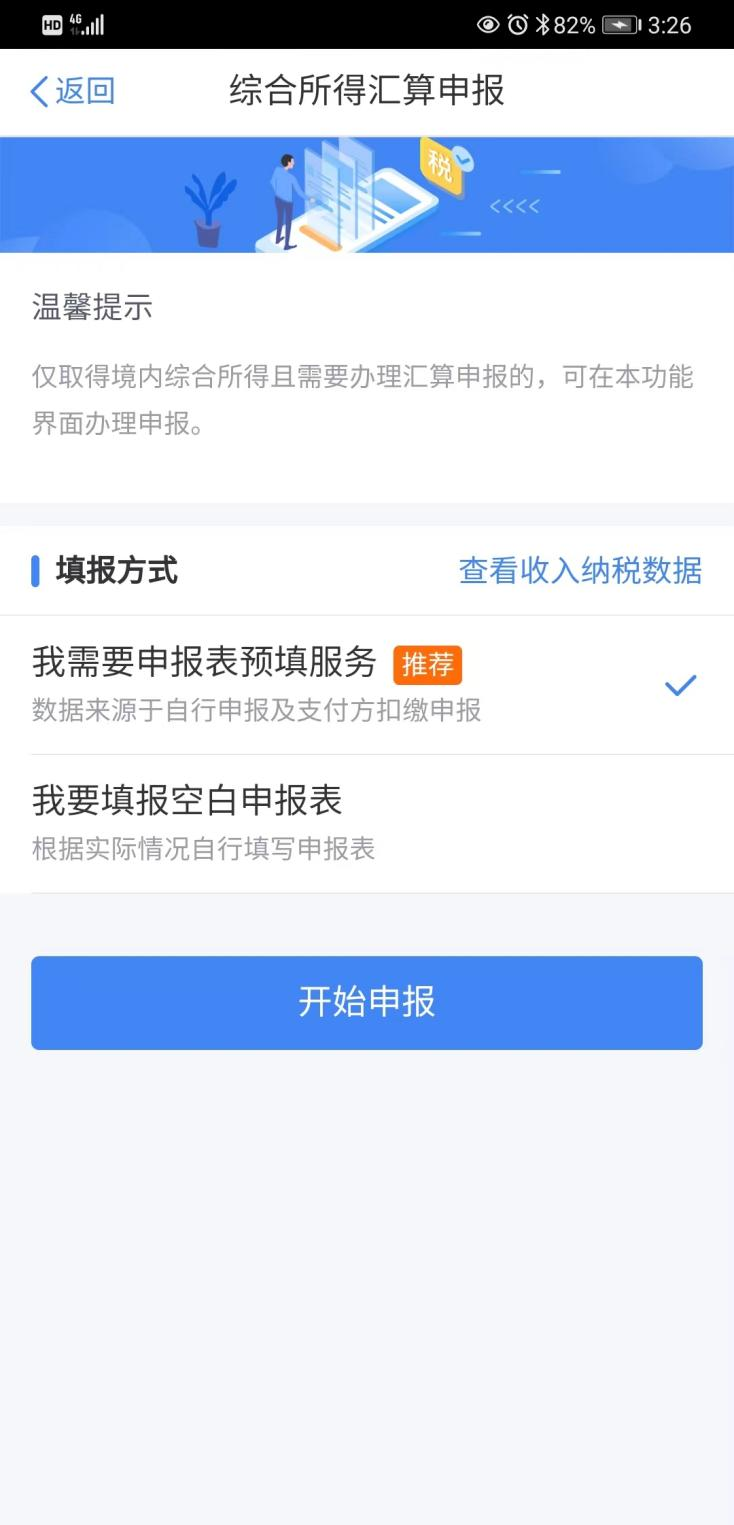 HD 4G 82% 3:26
返回 综合所得汇算申报
税
温馨提示
仅取得境内综合所得且需要办理汇算申报的，可在本功能
界面办理申报。
填报方式 查看收入纳税数据
我需要申报表预填服务 推荐
数据来源于自行申报及支付方扣缴申报
我要填报空白申报表
根据实际情况自行填写申报表
开始申报